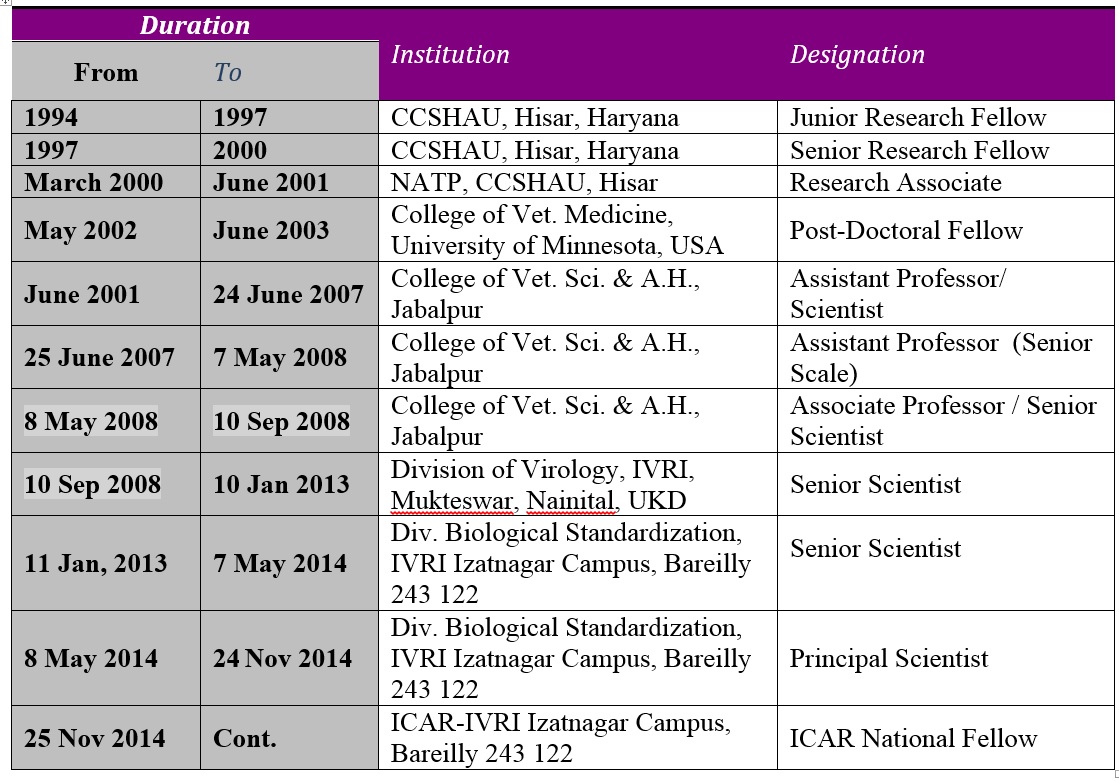 Duration
Institution
Designation
From
To
1994
1997
CCSHAU, Hisar, Haryana
Junior Research Fellow
1997
2000
CCSHAU, Hisar, Haryana
Senior Research Fellow
March 2000
June 2001
NATP, CCSHAU, Hisar
Research Associate
May 2002
June 2003
College of Vet. Medicine,
University of Minnesota, USA
Post-Doctoral Fellow
June 2001
24 June 2007
College of Vet. Sci. & A.H.,
Jabalpur
Assistant Professor/
Scientist
25 June 2007
7 May 2008
College of Vet. Sci. & A.H.,
Jabalpur
Assistant Professor (Senior
Scale)
8 May 2008
10 Sep 2008
College of Vet. Sci. & A.H.,
Jabalpur
Associate Professor / Senior
Scientist
10 Sep 2008
10 Jan 2013
Division of Virology, IVRI,
Mukteswar, Nainital, UKD
Senior Scientist
11 Jan, 2013
7 May 2014
Div. Biological Standardization,
IVRI Izatnagar Campus, Bareilly
243 122
Senior Scientist
8 May 2014
24 Nov 2014
Div. Biological Standardization,
IVRI Izatnagar Campus, Bareilly
243 122
Principal Scientist
25 Nov 2014
Cont.
ICAR-IVRI Izatnagar Campus,
Bareilly 243 122
ICAR National Fellow